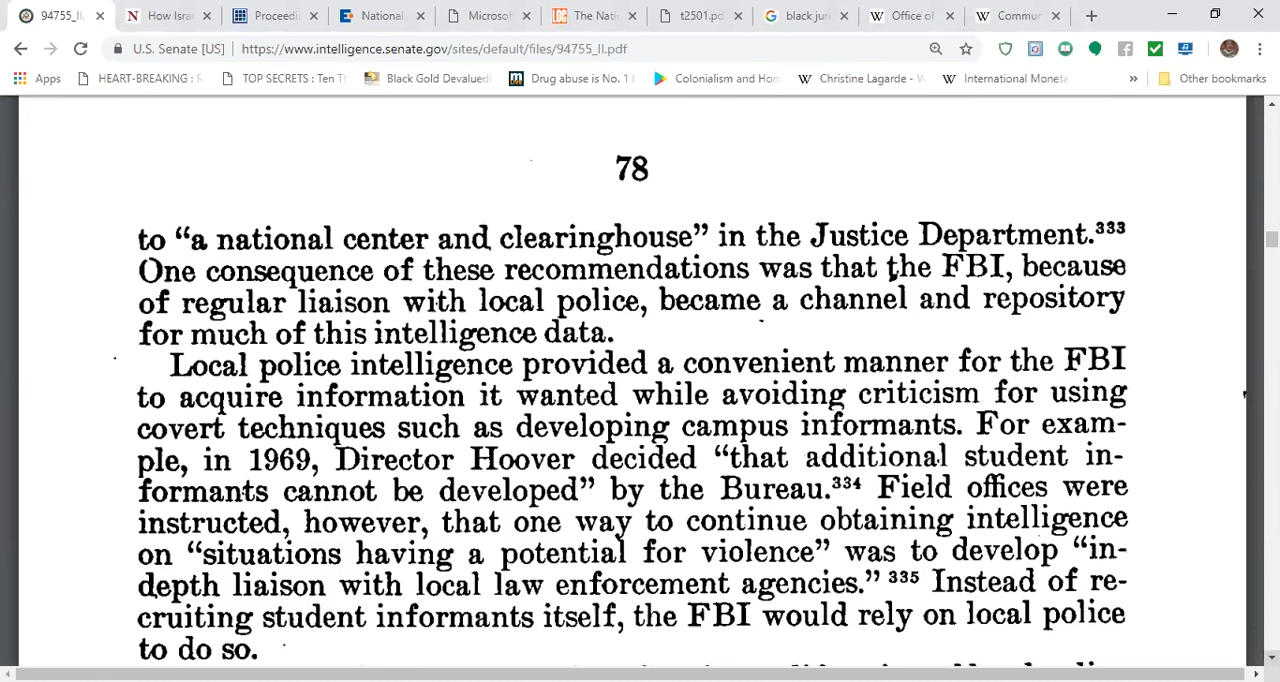 94755_II.
How Isra
Proceedi
National
Microsof
The Nati
t2501.pd
black jun
Office of
Commur
U.S. Senate [US] | https://www.intelligence.senate.gov/sites/default/files/94755_II.pdf
Apps
HEART-BREAKING : R
TOP SECRETS : Ten Th
Black Gold Devalued
Drug abuse is No. 1
Colonialism and Hom
Christine Lagarde - W
International Moneta
»
Other bookmarks
78
to “a national center and clearinghouse” in the Justice Department.³³³
One consequence of these recommendations was that the FBI, because
of regular liaison with local police, became a channel and repository
for much of this intelligence data.
Local police intelligence provided a convenient manner for the FBI
to acquire information it wanted while avoiding criticism for using
covert techniques such as developing campus informants. For exam-
ple, in 1969, Director Hoover decided “that additional student in-
formants cannot be developed” by the Bureau.³³⁴ Field offices were
instructed, however, that one way to continue obtaining intelligence
on “situations having a potential for violence” was to develop “in-
depth liaison with local law enforcement agencies.” ³³⁵ Instead of re-
cruiting student informants itself, the FBI would rely on local police
to do so.